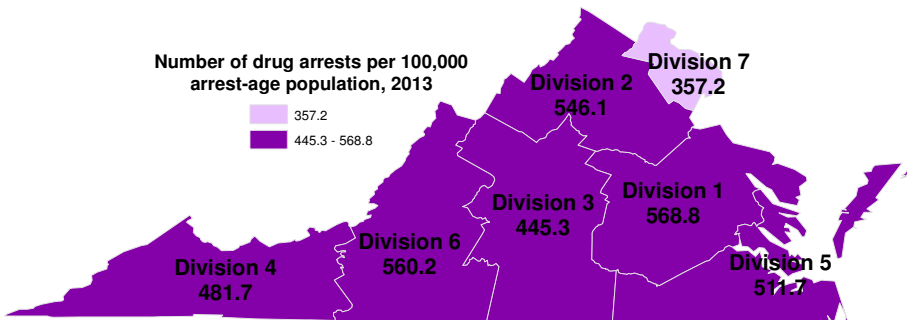 Number of drug arrests per 100,000
arrest-age population, 2013
357.2
445.3 - 568.8
Division 7
357.2
Division 2
546.1
Division 3
445.3
Division 1
568.8
Division 6
560.2
Division 4
481.7
Division 5
511.7